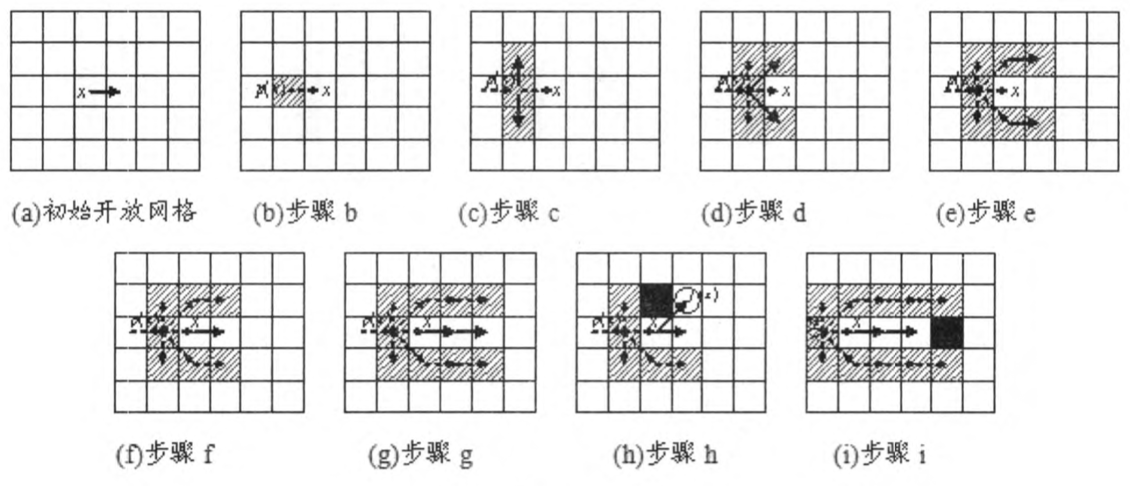 x
x
x
x
x
(a)初始开放网格
(b)步骤 b
(c)步骤 c
(d)步骤 d
(e)步骤 e
x
x
x
x
(f)步骤 f
(g)步骤 g
(h)步骤 h
(i)步骤 i